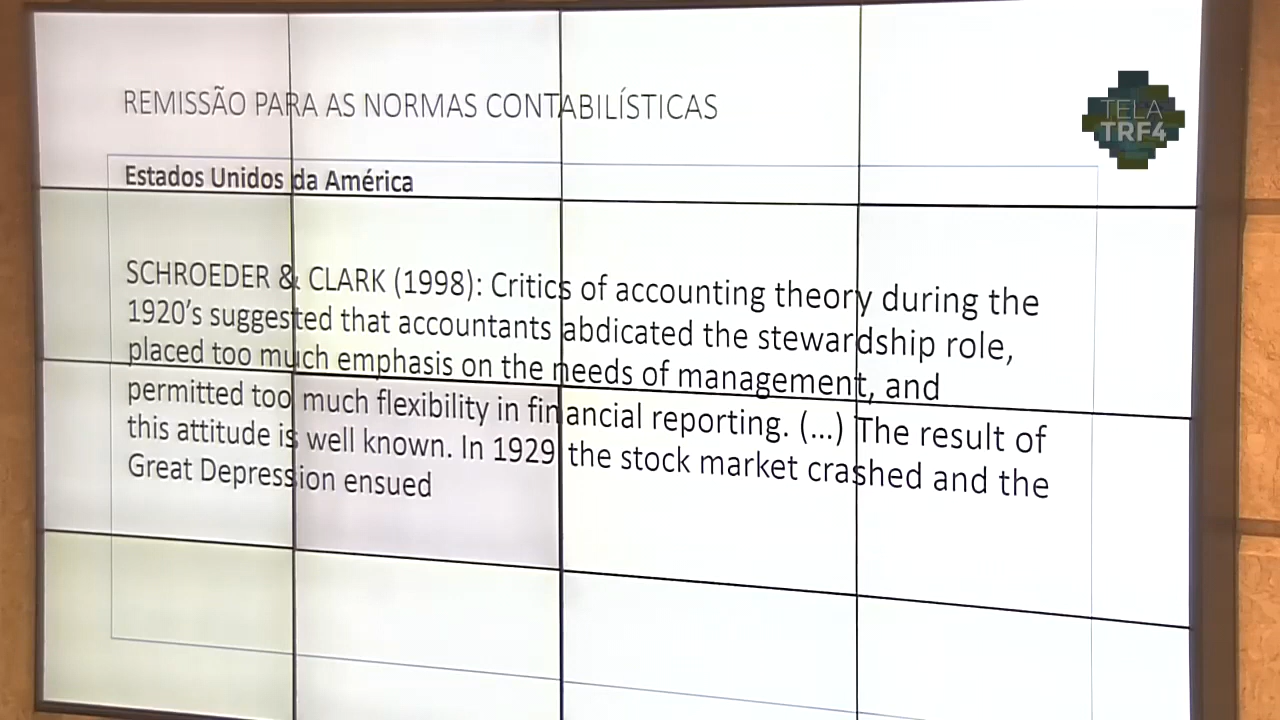 REMISSÃO PARA AS NORMAS CONTABILÍSTICAS
TELA
TRF4
Estados Unidos da América
SCHROEDER & CLARK (1998): Critics of accounting theory during the
1920's suggested that accountants abdicated the stewardship role,
placed too much emphasis on the needs of management, and
permitted too much flexibility in financial reporting. (...) The result of
this attitude is well known. In 1929 the stock market crashed and the
Great Depression ensued